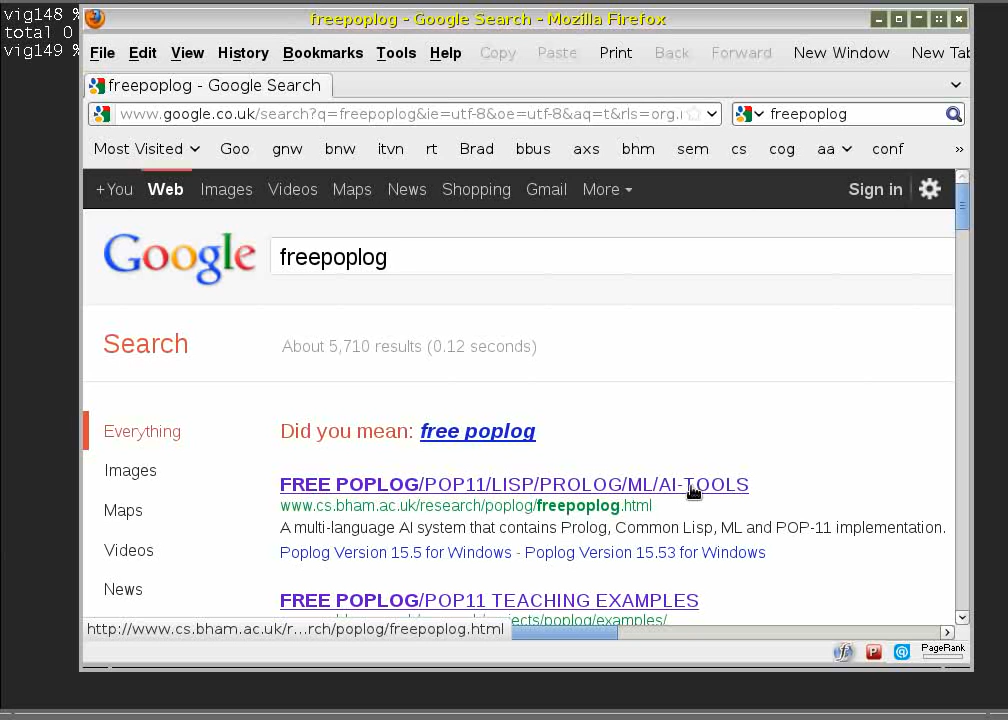 vig148 %
total 0
vig149 %
freepoplog - Google Search - Mozilla Firefox
File Edit View History Bookmarks Tools Help Copy Paste Print Back Forward New Window New Tab
freepoplog - Google Search
www.google.co.uk/search?q=freepoplog&ie=utf-8&oe=utf-8&aq=t&rls=org.
freepoplog
Most Visited Goo gnw bnw itvn rt Brad bbus axs bhm sem cs cog aa conf »
+You Web Images Videos Maps News Shopping Gmail More Sign in
Google freepoplog
Search About 5,710 results (0.12 seconds)
Everything
Images
Maps
Videos
News
Did you mean: free poplog
FREE POPLOG/POP11/LISP/PROLOG/ML/AI-TOOLS
www.cs.bham.ac.uk/research/poplog/freepoplog.html
A multi-language AI system that contains Prolog, Common Lisp, ML and POP-11 implementation.
Poplog Version 15.5 for Windows - Poplog Version 15.53 for Windows
FREE POPLOG/POP11 TEACHING EXAMPLES
/poplog/examples/
http://www.cs.bham.ac.uk/r...rch/poplog/freepoplog.html
PageRank